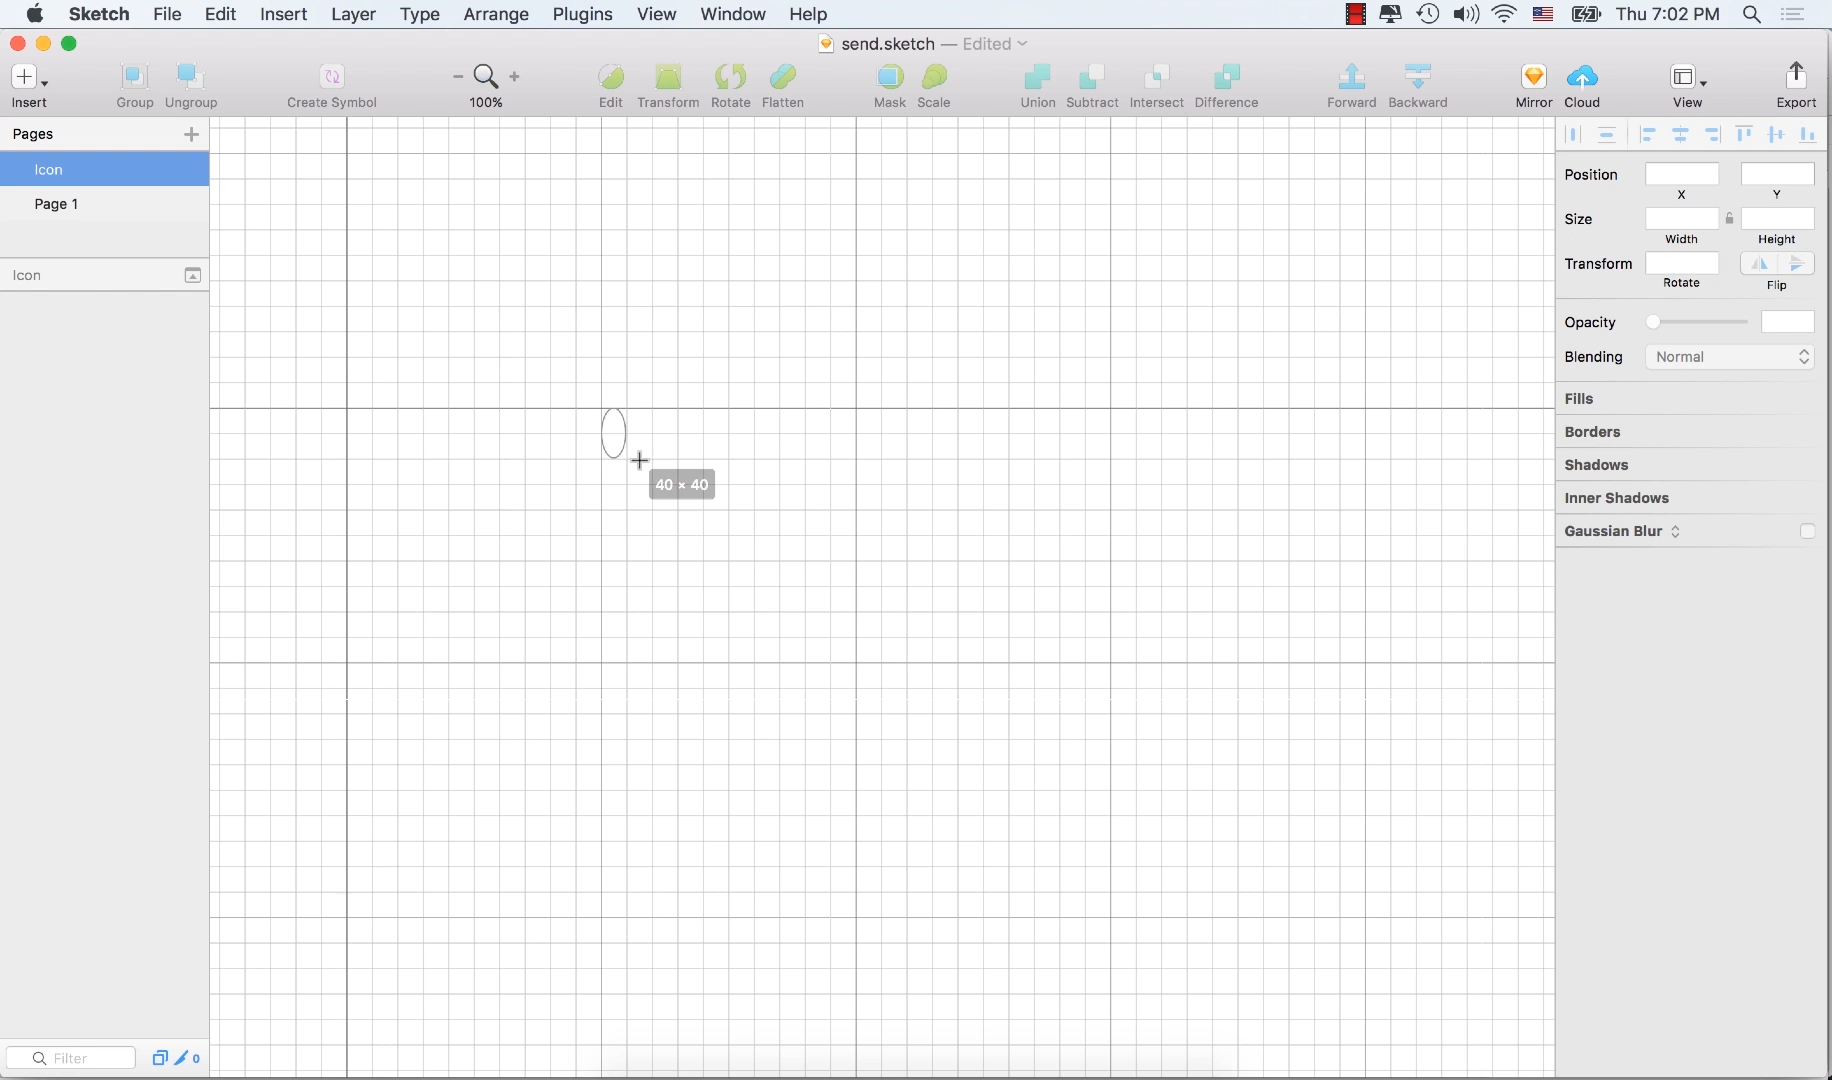 Sketch File Edit Insert Layer Type Arrange Plugins View Window Help Thu 7:02 PM
send.sketch — Edited
Insert Group Ungroup Create Symbol 100% Edit Transform Rotate Flatten Mask Scale Union Subtract Intersect Difference Forward Backward Mirror Cloud View Export
Pages
Icon
Page 1
Icon
40 × 40
Filter
0
Position
X Y
Size
Width Height
Transform
Rotate Flip
Opacity
Blending Normal
Fills
Borders
Shadows
Inner Shadows
Gaussian Blur